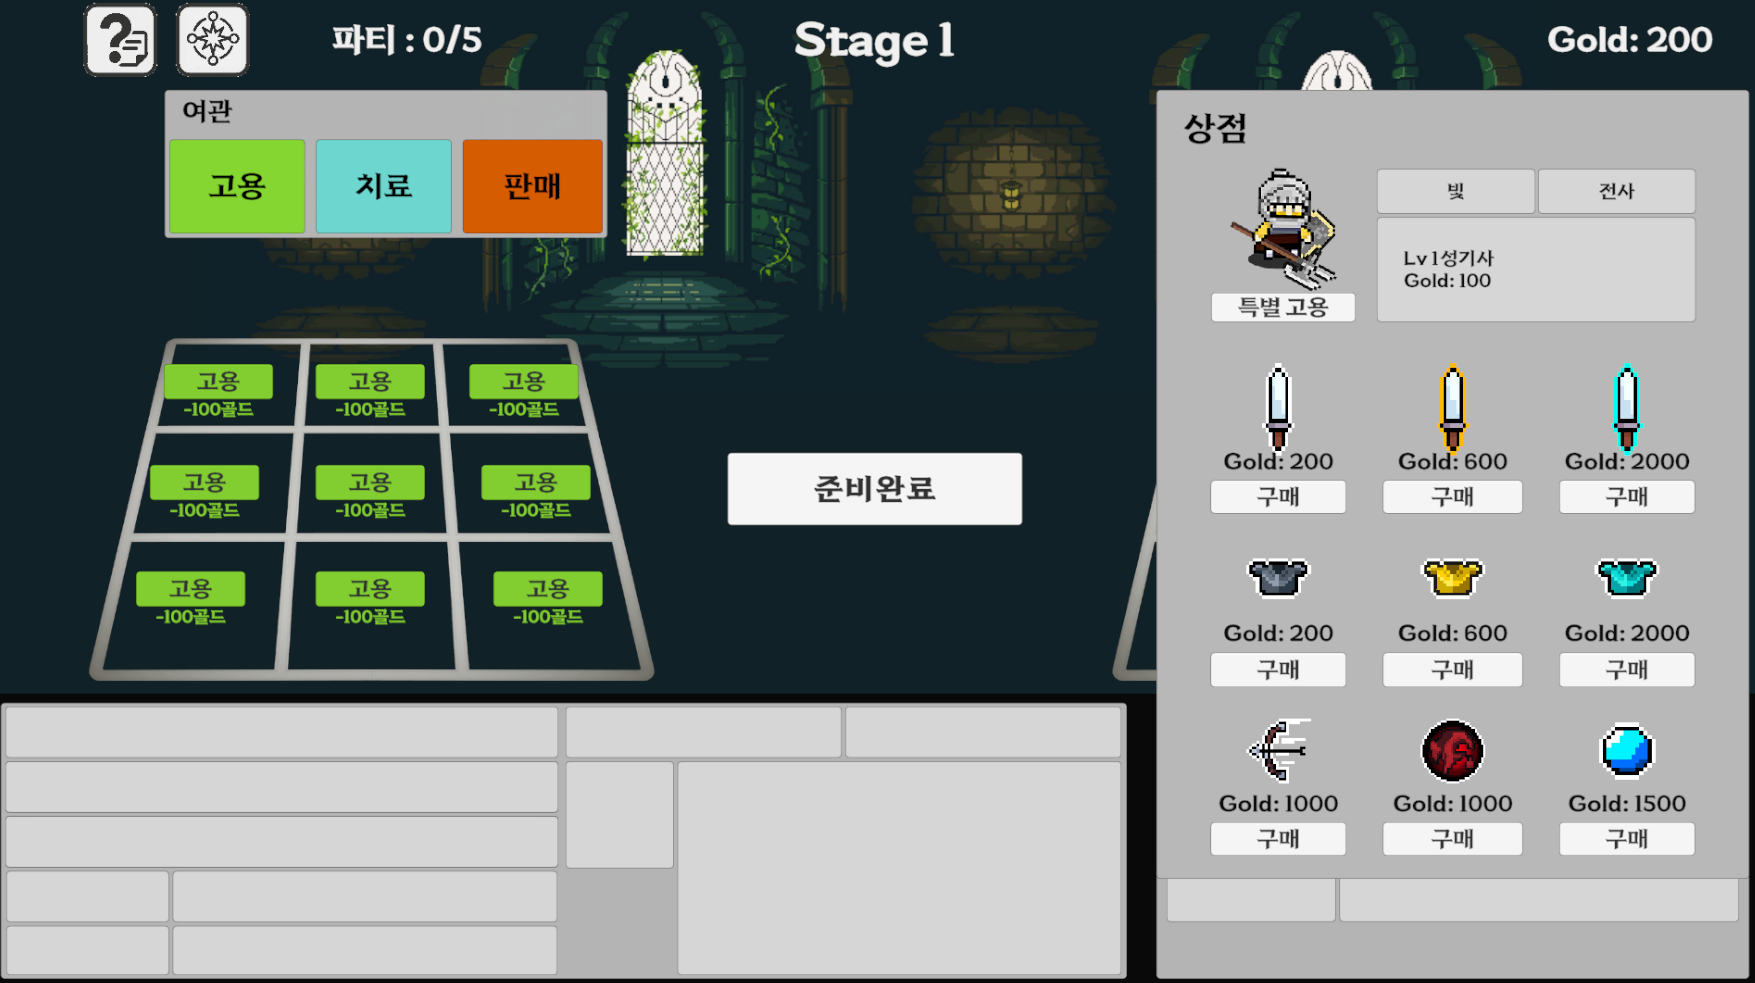 파티 : 0/5
Stage 1
Gold: 200
여관
고용
치료
판매
고용
-100골드
고용
-100골드
고용
-100골드
고용
-100골드
고용
-100골드
고용
-100골드
고용
-100골드
고용
-100골드
고용
-100골드
준비완료
상점
빛
전사
Lv 1성기사
Gold: 100
특별 고용
Gold: 200
Gold: 600
Gold: 2000
구매
구매
구매
Gold: 200
Gold: 600
Gold: 2000
구매
구매
구매
Gold: 1000
Gold: 1000
Gold: 1500
구매
구매
구매